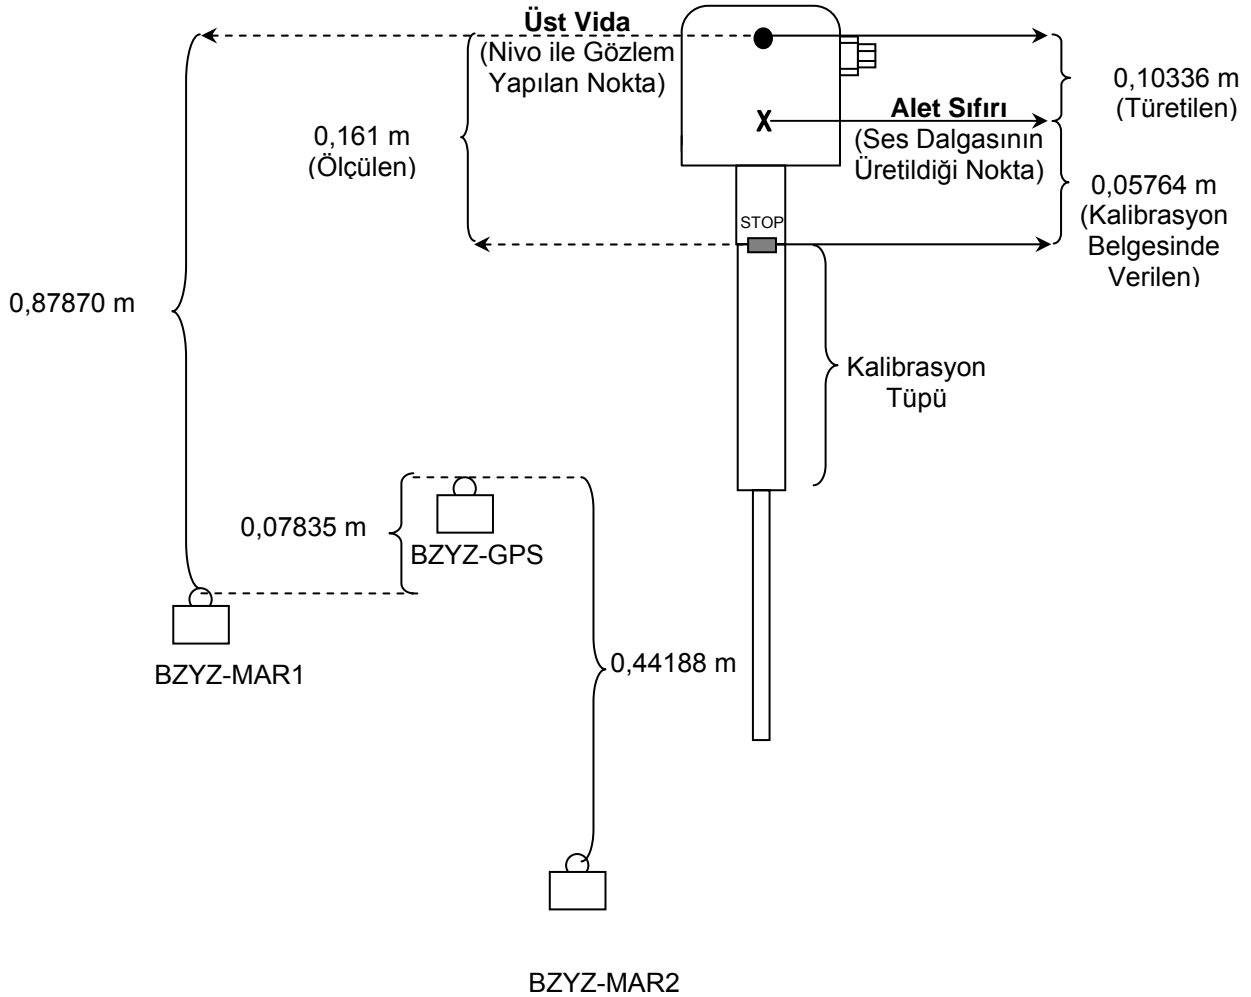 Üst Vida
(Nivo ile Gözlem
Yapılan Nokta)
0,10336 m
(Türetilen)
Alet Sıfırı
(Ses Dalgasının
Üretildiği Nokta)
X
0,161 m
(Ölçülen)
0,05764 m
(Kalibrasyon
Belgesinde
Verilen)
STOP
0,87870 m
Kalibrasyon
Tüpü
0,07835 m
BZYZ-GPS
BZYZ-MAR1
0,44188 m
BZYZ-MAR2